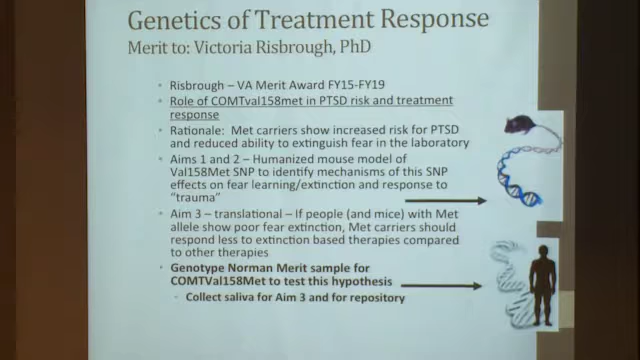 Genetics of Treatment Response
Merit to: Victoria Risbrough, PhD
• Risbrough – VA Merit Award FY15-FY19
• Role of COMTval158met in PTSD risk and treatment
response
• Rationale: Met carriers show increased risk for PTSD
and reduced ability to extinguish fear in the laboratory
• Aims 1 and 2 – Humanized mouse model of
Val158Met SNP to identify mechanisms of this SNP
effects on fear learning/extinction and response to
"trauma"
• Aim 3 – translational – If people (and mice) with Met
allele show poor fear extinction, Met carriers should
respond less to extinction based therapies compared
to other therapies
• Genotype Norman Merit sample for
COMTVal158Met to test this hypothesis
• Collect saliva for Aim 3 and for repository